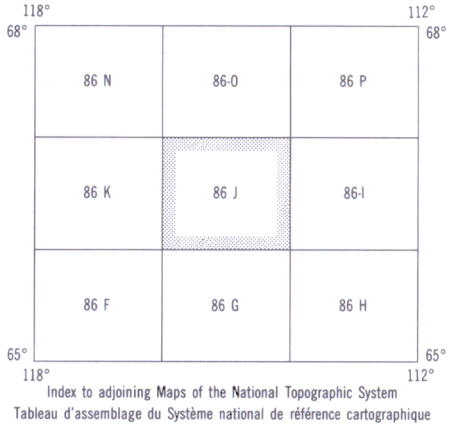 118° 112°
68° 68°
86 N 86-O 86 P
86 K 86 J 86-I
86 F 86 G 86 H
65° 65°
118° 112°
Index to adjoining Maps of the National Topographic System
Tableau d'assemblage du Système national de référence cartographique